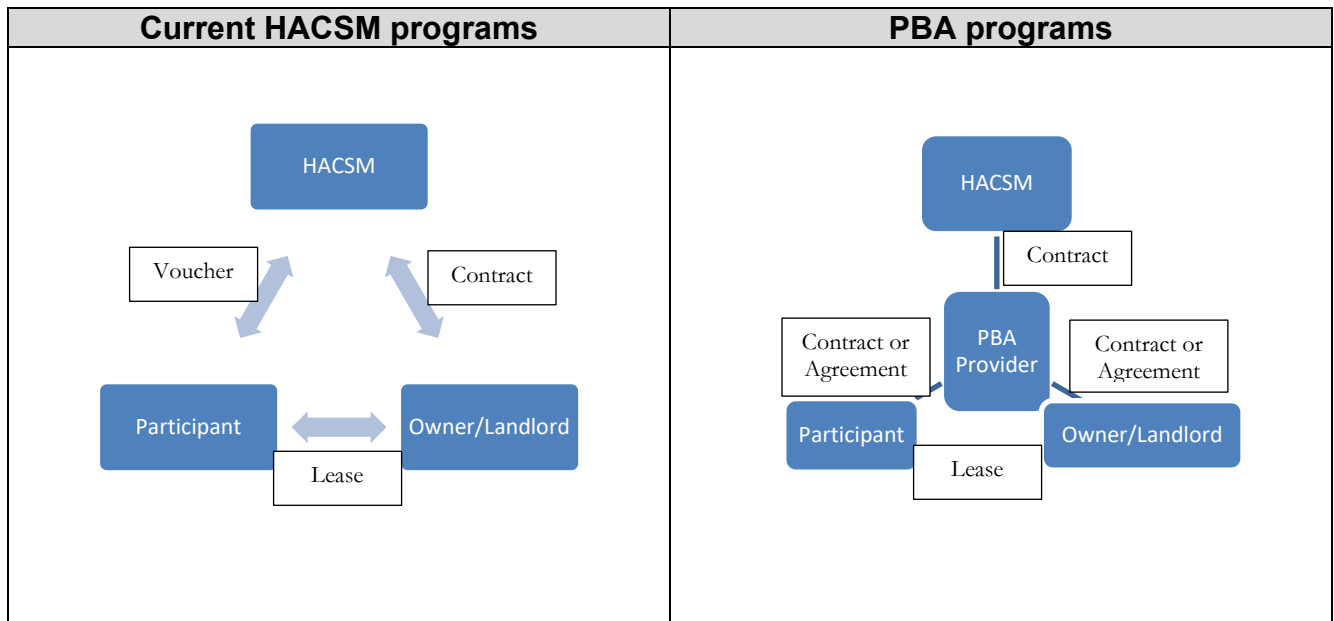 Current HACSM programs
PBA programs
HACSM
Voucher
Contract
Participant
Owner/Landlord
Lease
HACSM
Contract
Contract or
Agreement
PBA
Provider
Contract or
Agreement
Participant
Owner/Landlord
Lease